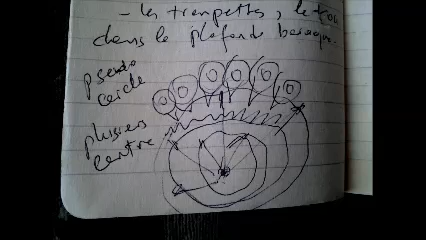 - les trompettes, le trou
dans le plafond baroque.
pseudo
cercle
plusieurs
centre